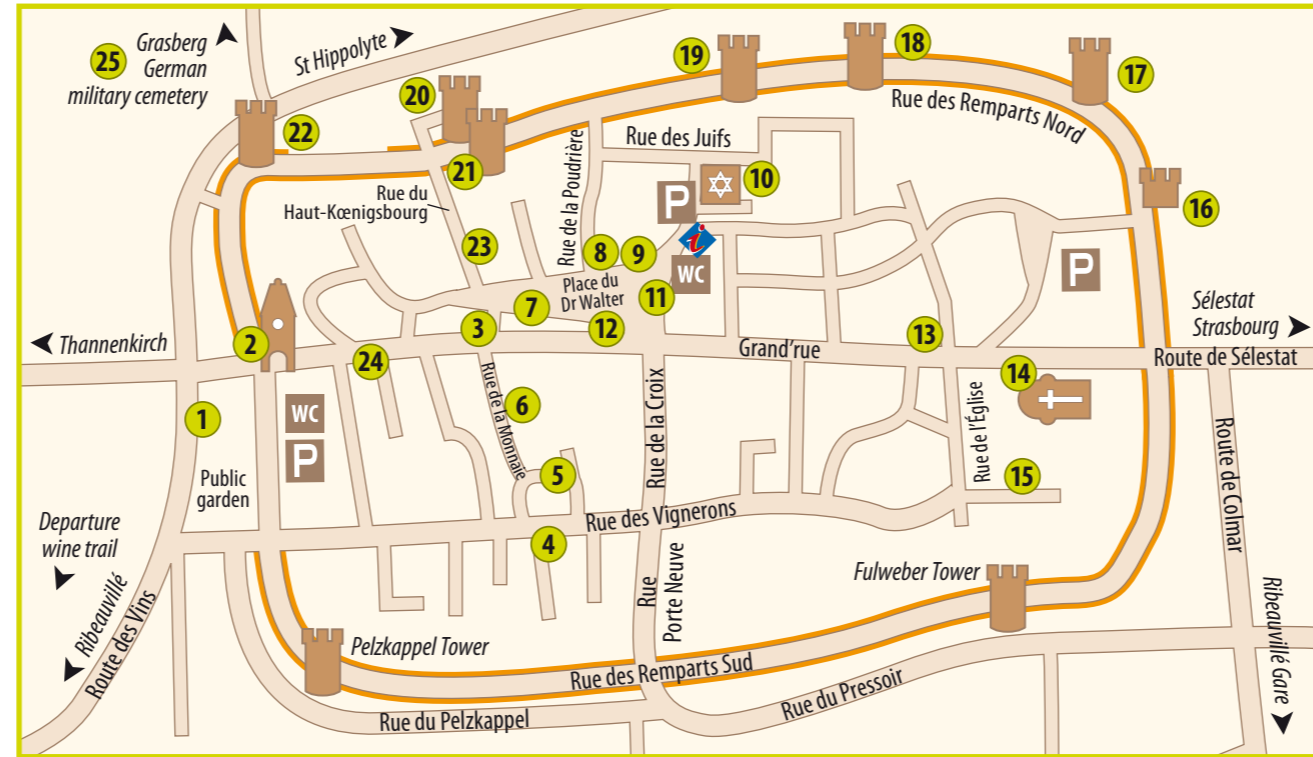 25
Grasberg
German
military cemetery
St Hippolyte
22
20
21
19
18
17
Rue des Remparts Nord
16
Rue des Juifs
10
P
i
WC
Rue de la Poudrière
Rue du
Haut-Kœnigsbourg
23
8
9
Place du
Dr Walter
11
7
3
12
P
Sélestat
Strasbourg
Thannenkirch
2
24
Grand'rue
13
Route de Sélestat
14
1
WC
P
Rue de la Monnaie
6
Rue de la Croix
Rue de l'Église
Route de Colmar
Public
garden
5
15
Rue des Vignerons
4
Departure
wine trail
Ribeauvillé
Route des Vins
Rue
Porte Neuve
Fulweber Tower
Ribeauvillé Gare
Pelzkappel Tower
Rue des Remparts Sud
Rue du Pelzkappel
Rue du Pressoir